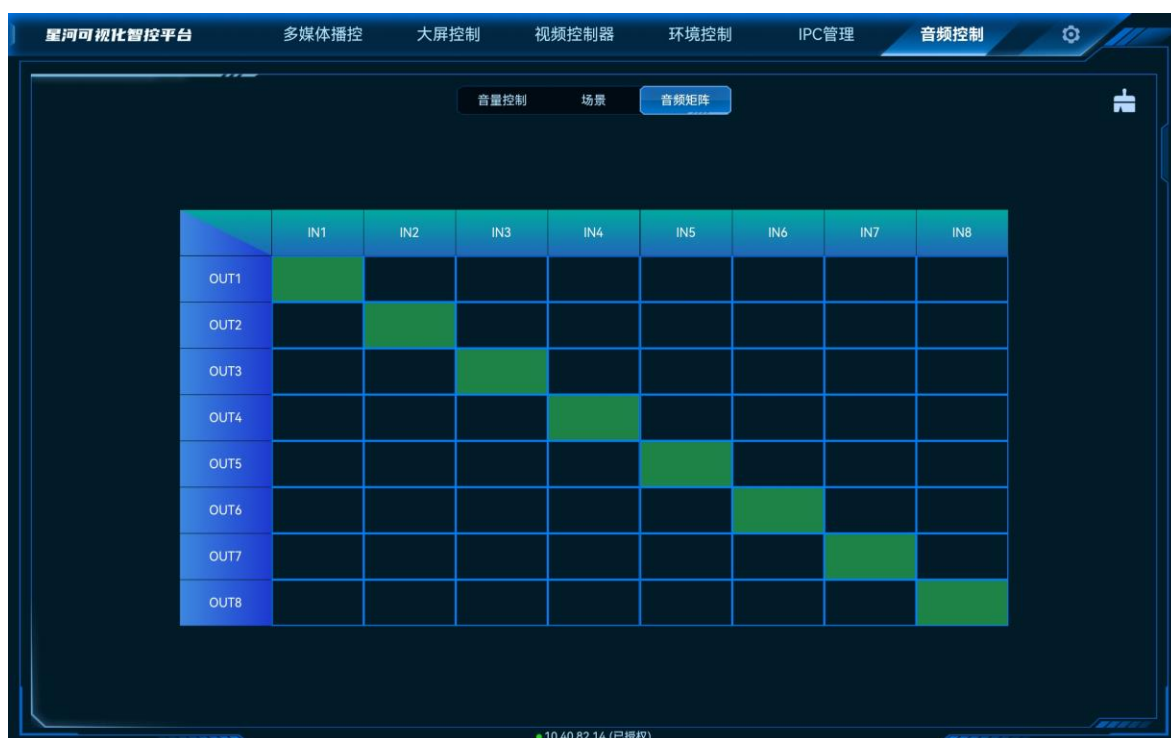 星河可视化智控平台 多媒体播控 大屏控制 视频控制器 环境控制 IPC管理 音频控制
音量控制 场景 音频矩阵
IN1 IN2 IN3 IN4 IN5 IN6 IN7 IN8
OUT1
OUT2
OUT3
OUT4
OUT5
OUT6
OUT7
OUT8
10.40.82.14 (已授权)